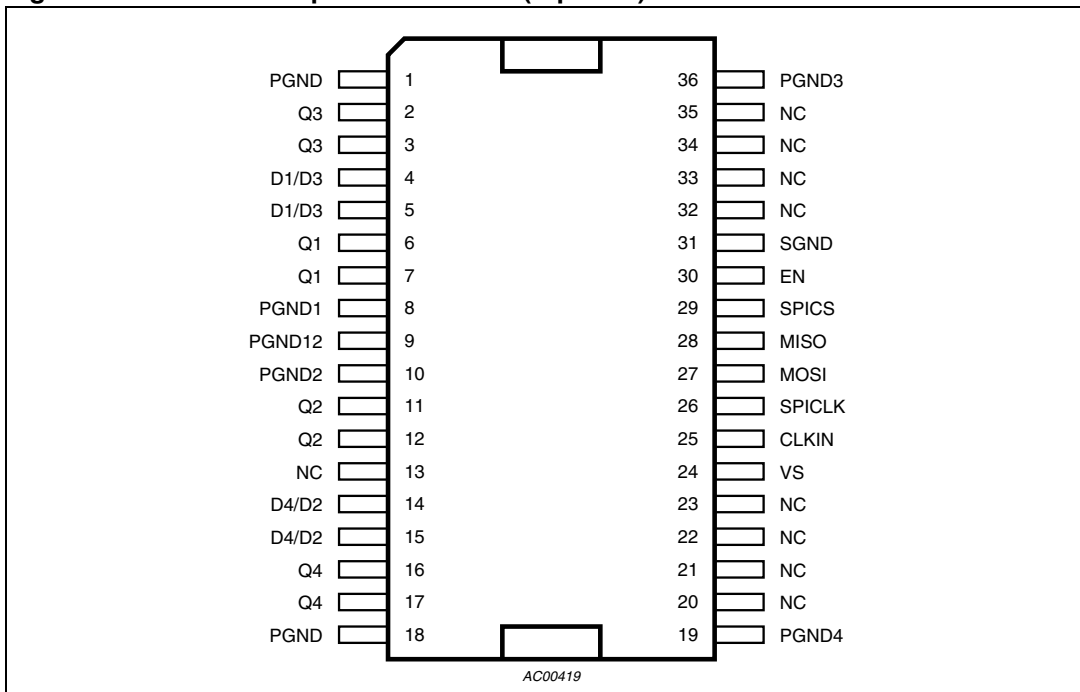 PGND 1 36 PGND3
Q3 2 35 NC
Q3 3 34 NC
D1/D3 4 33 NC
D1/D3 5 32 NC
Q1 6 31 SGND
Q1 7 30 EN
PGND1 8 29 SPICS
PGND12 9 28 MISO
PGND2 10 27 MOSI
Q2 11 26 SPICLK
Q2 12 25 CLKIN
NC 13 24 VS
D4/D2 14 23 NC
D4/D2 15 22 NC
Q4 16 21 NC
Q4 17 20 NC
PGND 18 19 PGND4
AC00419